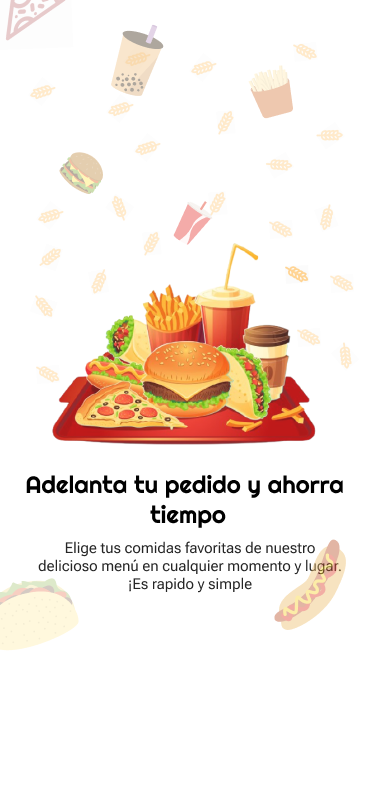 Adelanta tu pedido y ahorra
tiempo
Elige tus comidas favoritas de nuestro
delicioso menú en cualquier momento y lugar.
¡Es rapido y simple